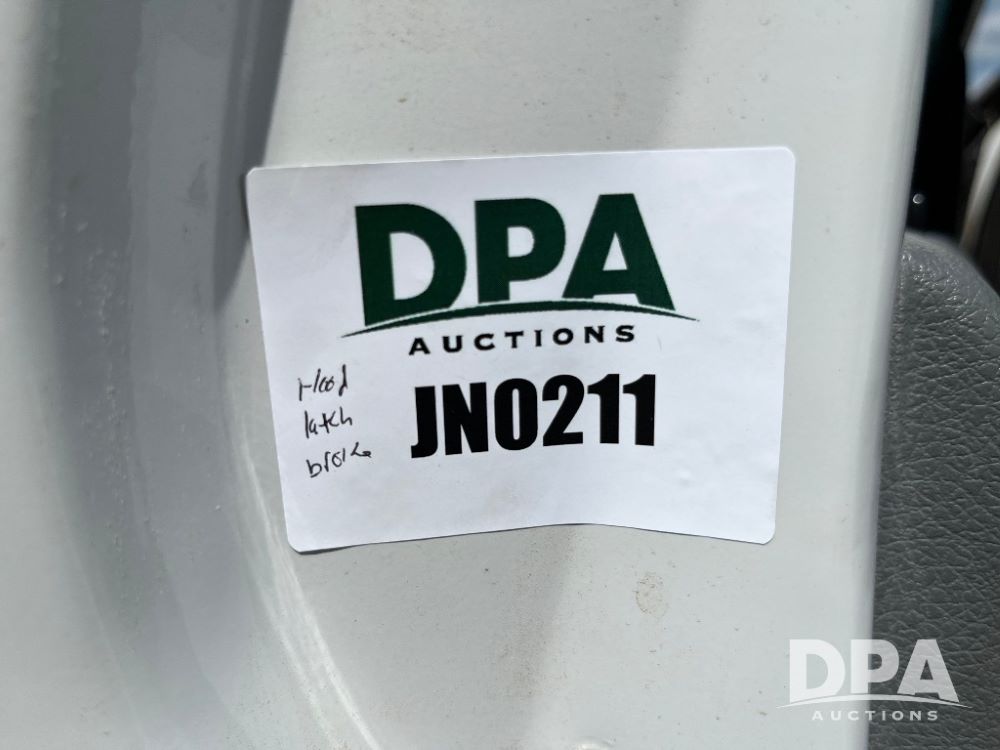 DPA
AUCTIONS
Hood
latch
broke
JN0211
DPA
AUCTIONS